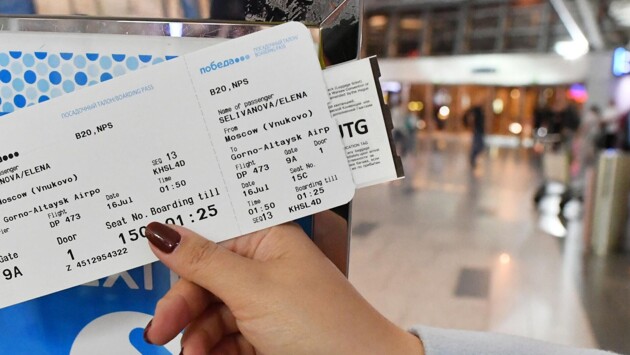 ПОСАДОЧНЫЙ ТАЛОН/BOARDING PASS
B20,NPS
NOVA/ELENA
Moscow (Vnukovo)
Gorno-Altaysk Airpo
Flight
DP 473
Date
16Jul
SEQ 13
KHSL4D
Time
01:50
Gate
9A
Door
1
Seat No.
15C
Boarding till
01:25
Z 4512954322
победа
ПОСАДОЧНЫЙ ТАЛОН/
BOARDING PASS
B20,NPS
Name of passenger
SELIVANOVA/ELENA
From
Moscow (Vnukovo)
To
Gorno-Altaysk Airp
Flight
DP 473
Gate
9A
Door
1
Date
16Jul
Seat No.
15C
Time
01:50
Boarding till
01:25
SEQ13
KHSL4D
ITG